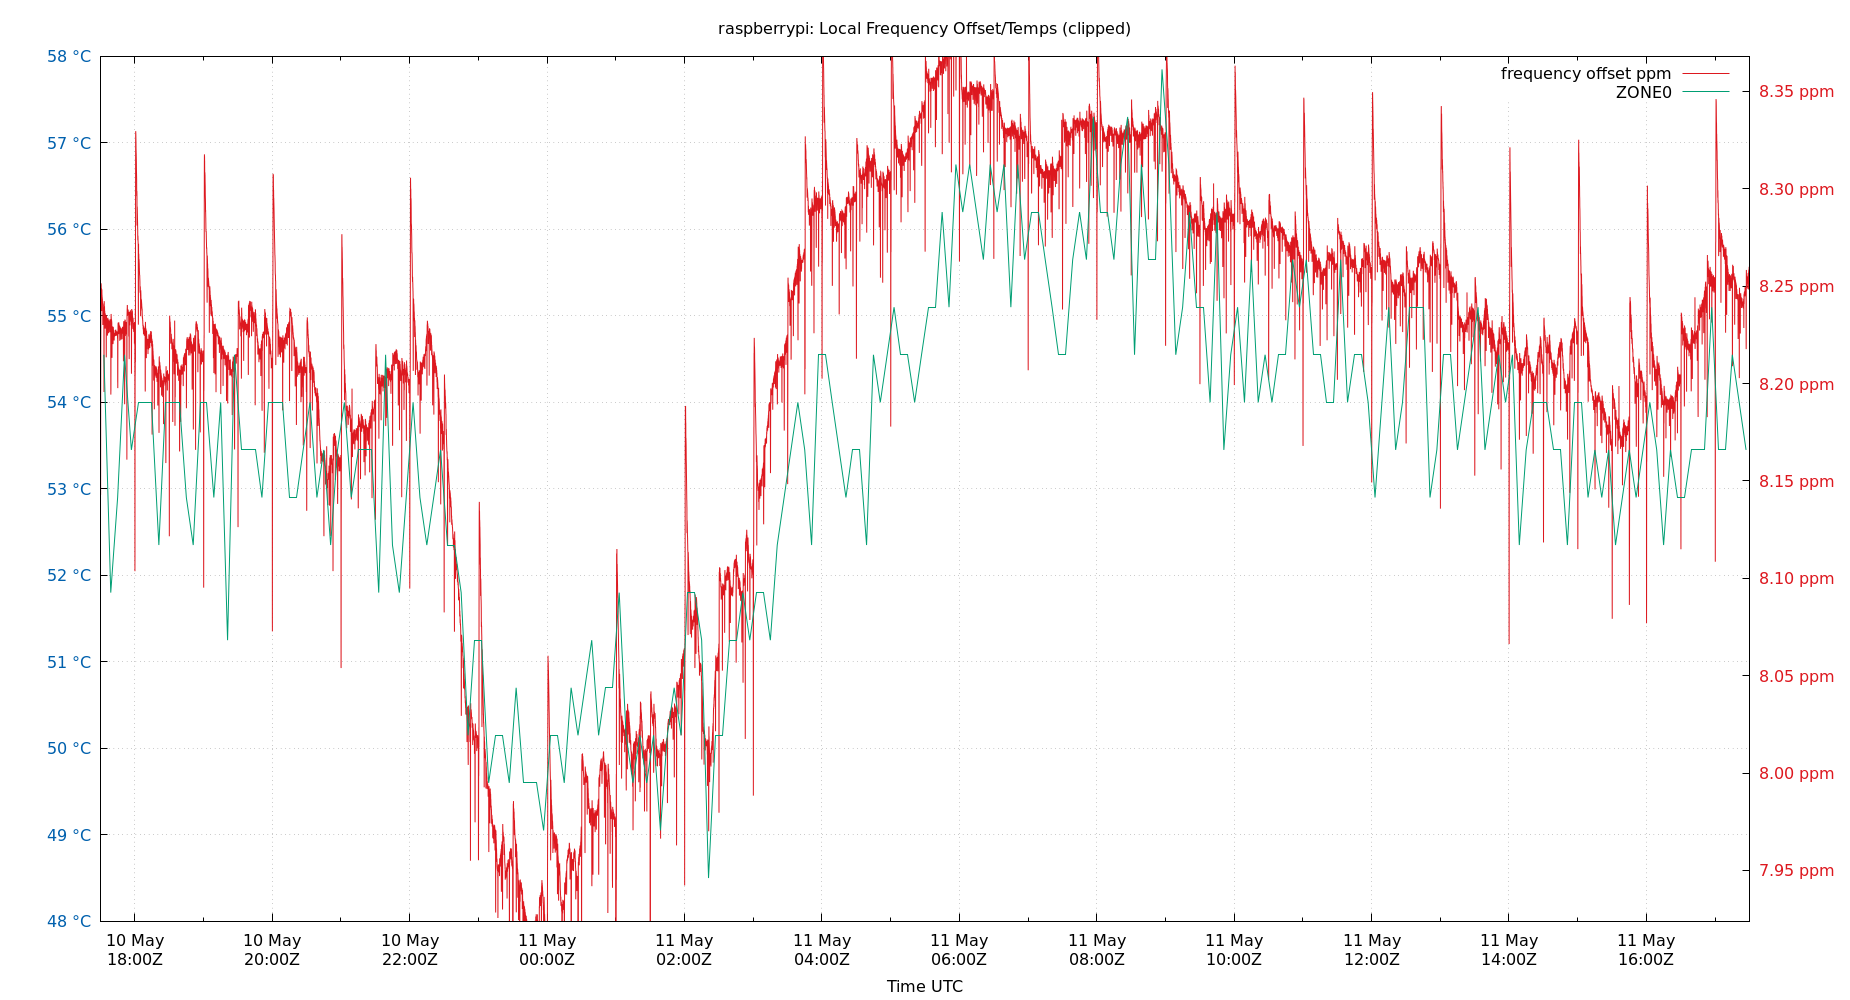 raspberrypi: Local Frequency Offset/Temps (clipped)
58 °C
57 °C
56 °C
55 °C
54 °C
53 °C
52 °C
51 °C
50 °C
49 °C
48 °C
frequency offset ppm
ZONE0
8.35 ppm
8.30 ppm
8.25 ppm
8.20 ppm
8.15 ppm
8.10 ppm
8.05 ppm
8.00 ppm
7.95 ppm
10 May
18:00Z
10 May
20:00Z
10 May
22:00Z
11 May
00:00Z
11 May
02:00Z
11 May
04:00Z
11 May
06:00Z
11 May
08:00Z
11 May
10:00Z
11 May
12:00Z
11 May
14:00Z
11 May
16:00Z
Time UTC